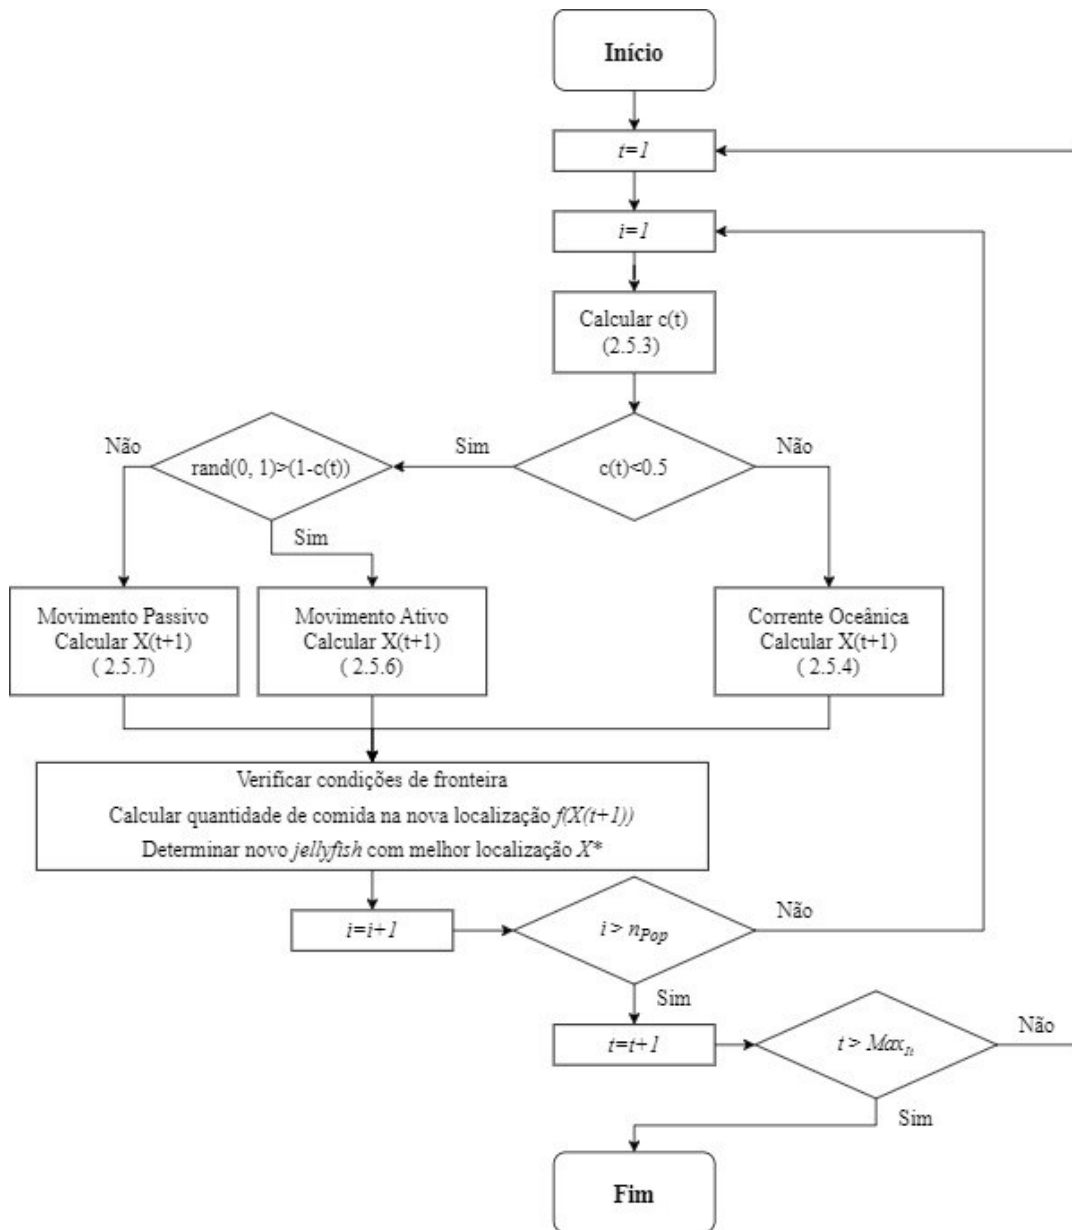 Início
t=1
i=1
Calcular c(t)
(2.5.3)
Não
Sim
Não
rand(0, 1)>(1-c(t))
c(t)<0.5
Sim
Movimento Passivo
Calcular X(t+1)
( 2.5.7)
Movimento Ativo
Calcular X(t+1)
( 2.5.6)
Corrente Oceânica
Calcular X(t+1)
( 2.5.4)
Verificar condições de fronteira
Calcular quantidade de comida na nova localização f(X(t+1))
Determinar novo jellyfish com melhor localização X*
i=i+1
i > nPop
Não
Sim
t=t+1
t > MaxIt
Não
Sim
Fim